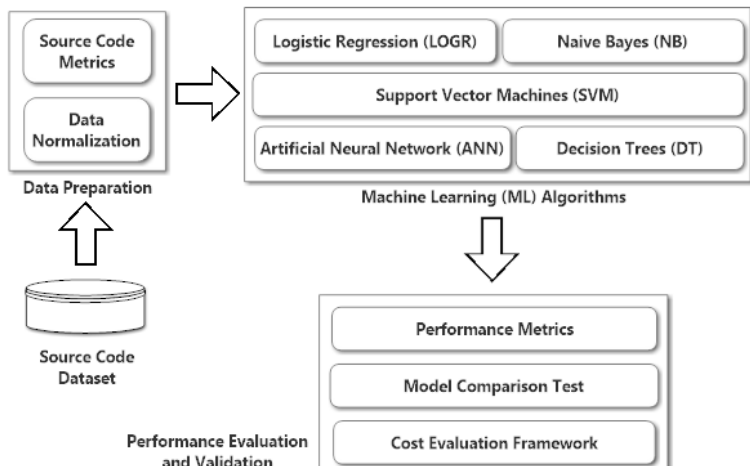 Source Code
Metrics
Data
Normalization
Data Preparation
Source Code
Dataset
Logistic Regression (LOGR)
Naive Bayes (NB)
Support Vector Machines (SVM)
Artificial Neural Network (ANN)
Decision Trees (DT)
Machine Learning (ML) Algorithms
Performance Metrics
Model Comparison Test
Cost Evaluation Framework
Performance Evaluation
and Validation